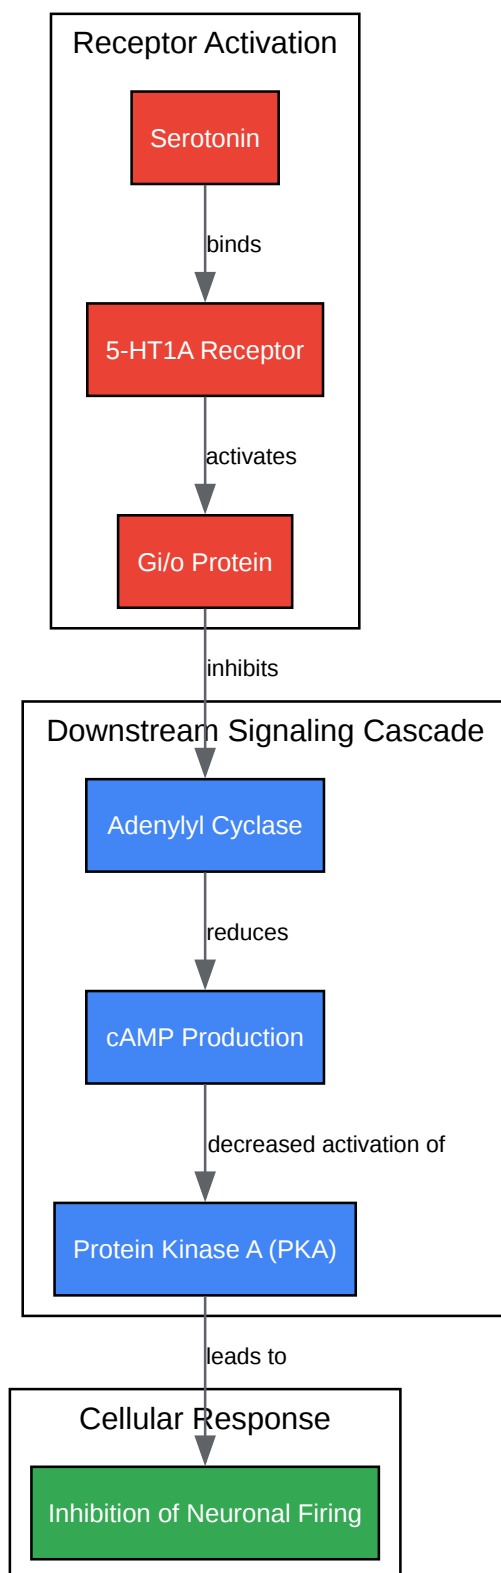 Receptor Activation
Serotonin
binds
5-HT1A Receptor
activates
Gi/o Protein
inhibits
Downstream Signaling Cascade
Adenylyl Cyclase
reduces
cAMP Production
decreased activation of
Protein Kinase A (PKA)
leads to
Cellular Response
Inhibition of Neuronal Firing